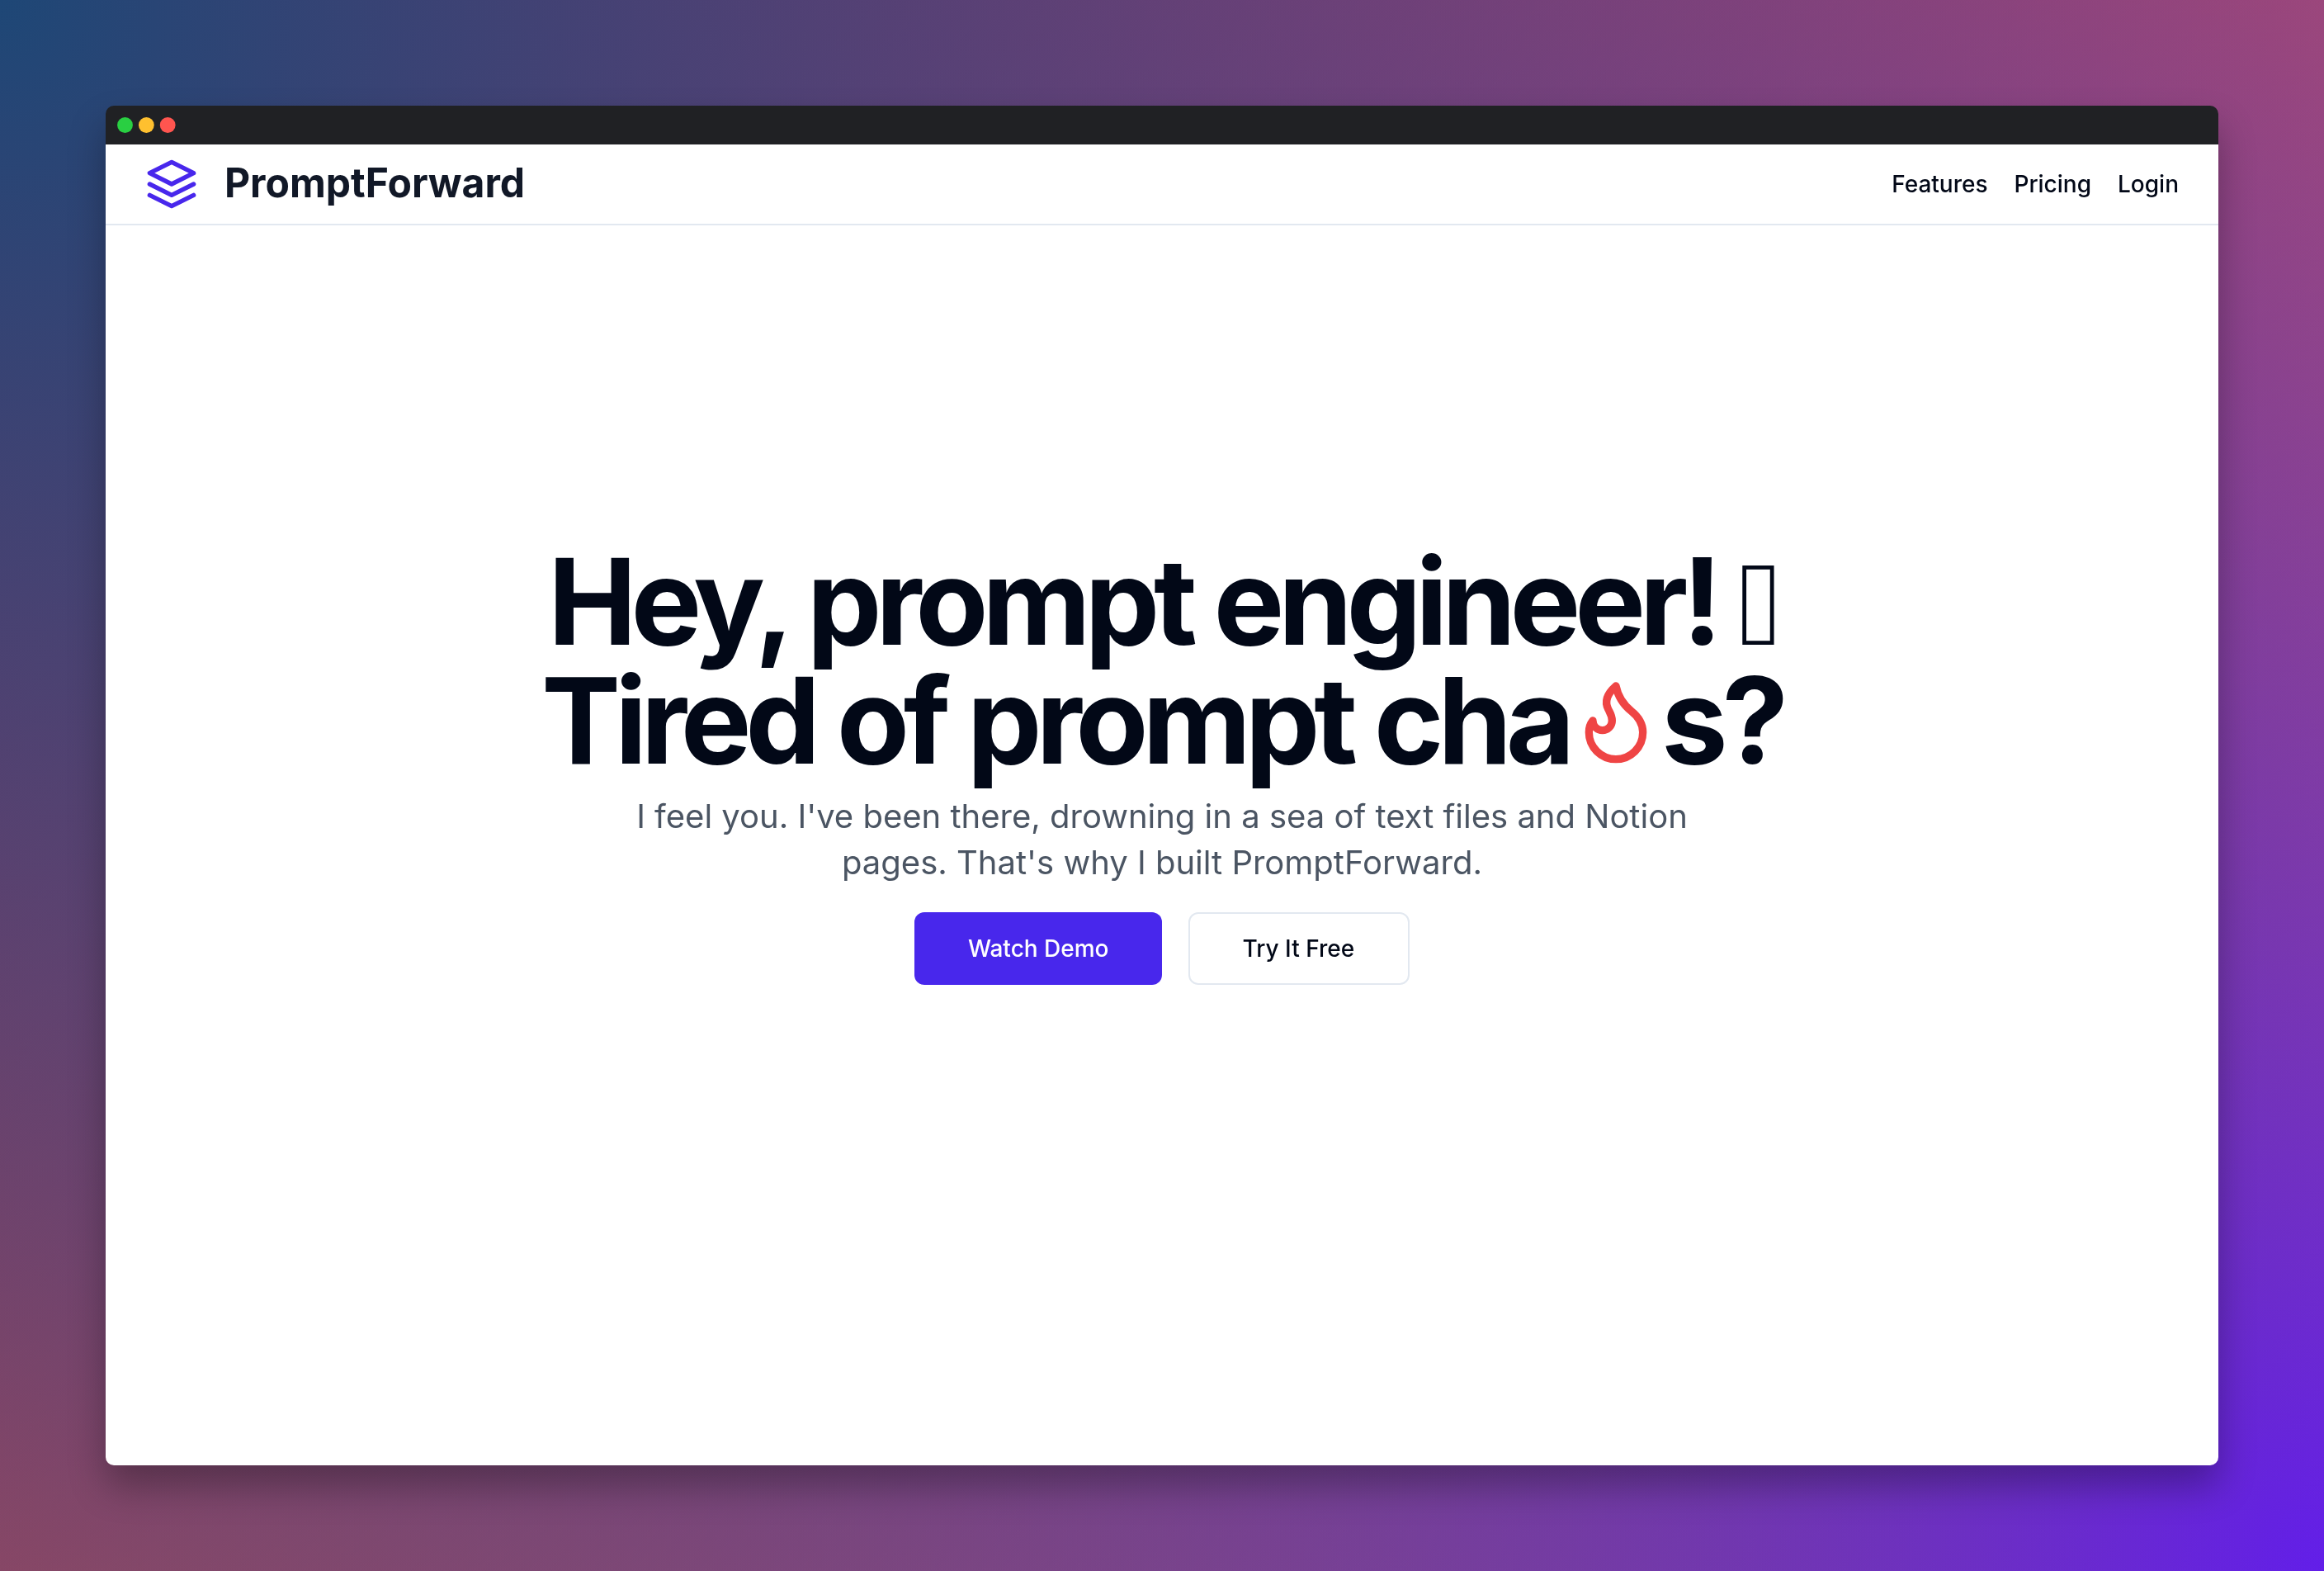 PromptForward
Features Pricing Login
Hey, prompt engineer! 
Tired of prompt cha🔥s?
I feel you. I've been there, drowning in a sea of text files and Notion
pages. That's why I built PromptForward.
Watch Demo
Try It Free